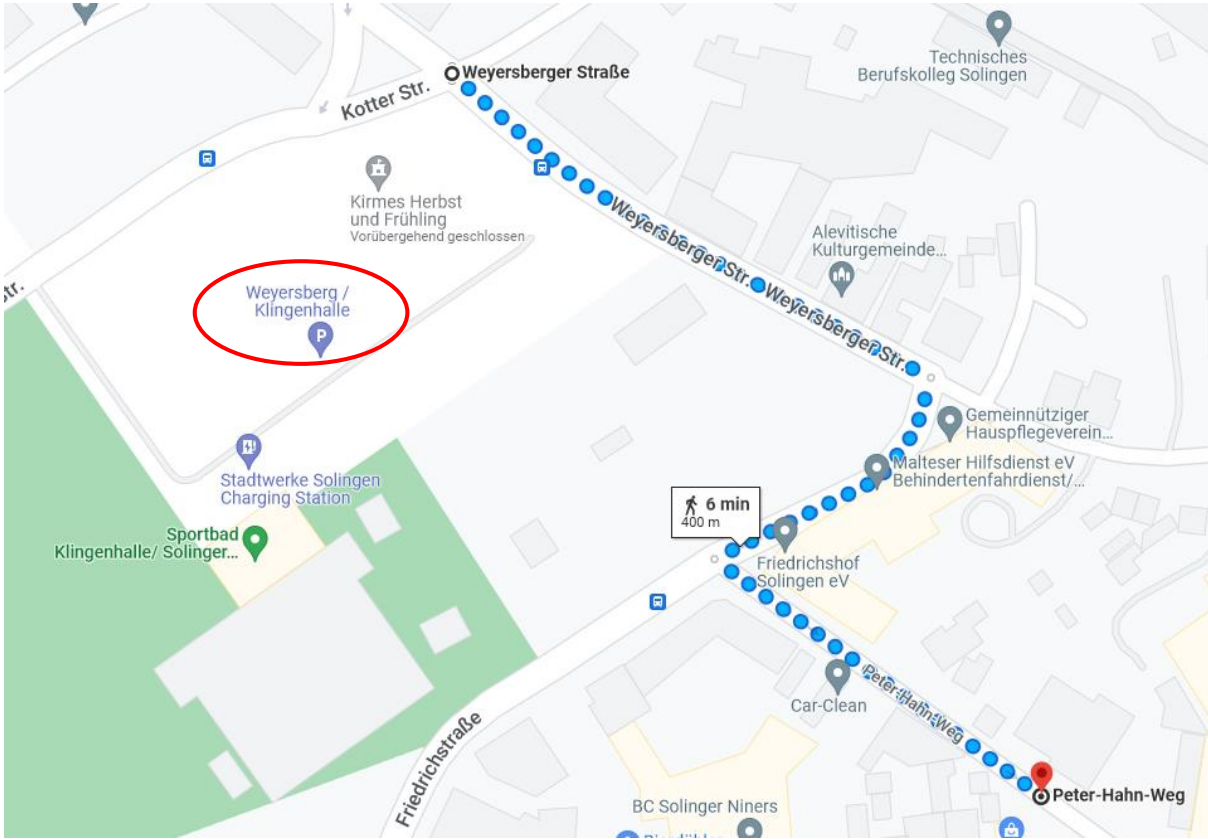 Technisches
Berufskolleg Solingen
Weyersberger Straße
Kotter Str.
Kirmes Herbst
und Frühling
Vorübergehend geschlossen
Weyersberger Str.
Weyersberger Str.
Alevitische
Kulturgemeinde...
str.
Weyersberg /
Klingenhalle
P
Gemeinnütziger
Hauspflegeverein...
Malteser Hilfsdienst eV
Behindertenfahrdienst/...
Stadtwerke Solingen
Charging Station
6 min
400 m
Sportbad
Klingenhalle/ Solinger...
Friedrichshof
Solingen eV
Peter-Hahn-Weg
Car-Clean
Friedrichstraße
Peter-Hahn-Weg
BC Solinger Niners